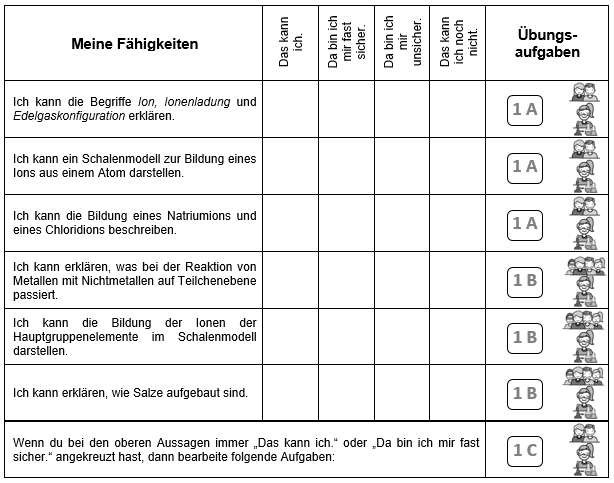 Meine Fähigkeiten
Das kann
ich.
Da bin ich
mir fast
sicher.
Da bin ich
mir
unsicher.
Das kann
ich noch
nicht.
Übungs-
aufgaben
Ich kann die Begriffe Ion, Ionenladung und
Edelgaskonfiguration erklären.
1 A
Ich kann ein Schalenmodell zur Bildung eines
Ions aus einem Atom darstellen.
1 A
Ich kann die Bildung eines Natriumions und
eines Chloridions beschreiben.
1 A
Ich kann erklären, was bei der Reaktion von
Metallen mit Nichtmetallen auf Teilchenebene
passiert.
1 B
Ich kann die Bildung der Ionen der
Hauptgruppenelemente im Schalenmodell
darstellen.
1 B
Ich kann erklären, wie Salze aufgebaut sind.
1 B
Wenn du bei den oberen Aussagen immer „Das kann ich.“ oder „Da bin ich mir fast
sicher.“ angekreuzt hast, dann bearbeite folgende Aufgaben:
1 C